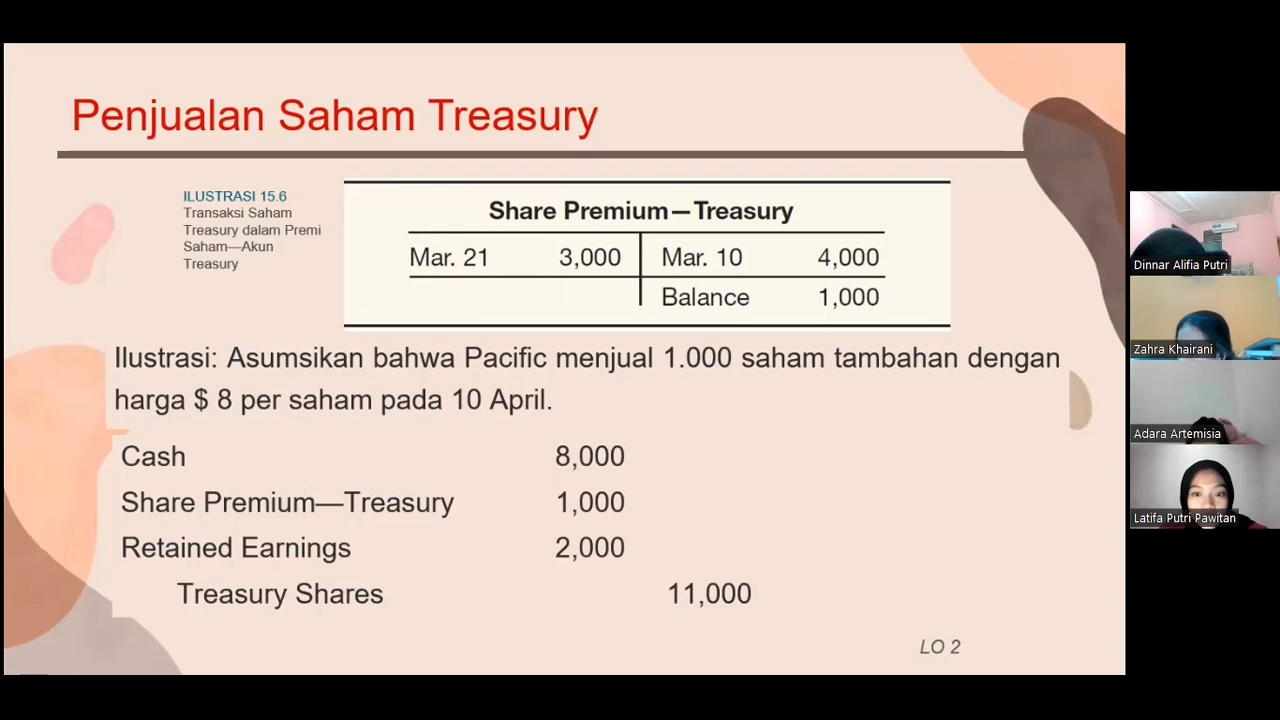 Penjualan Saham Treasury
ILUSTRASI 15.6
Transaksi Saham
Treasury dalam Premi
Saham—Akun
Treasury
Share Premium—Treasury
Mar. 21 3,000 Mar. 10 4,000
Balance 1,000
Ilustrasi: Asumsikan bahwa Pacific menjual 1.000 saham tambahan dengan
harga $ 8 per saham pada 10 April.
Cash 8,000
Share Premium—Treasury 1,000
Retained Earnings 2,000
Treasury Shares 11,000
LO 2
Dinnar Alifia Putri
Zahra Khairani
Adara Artemisia
Latifa Putri Pawitan